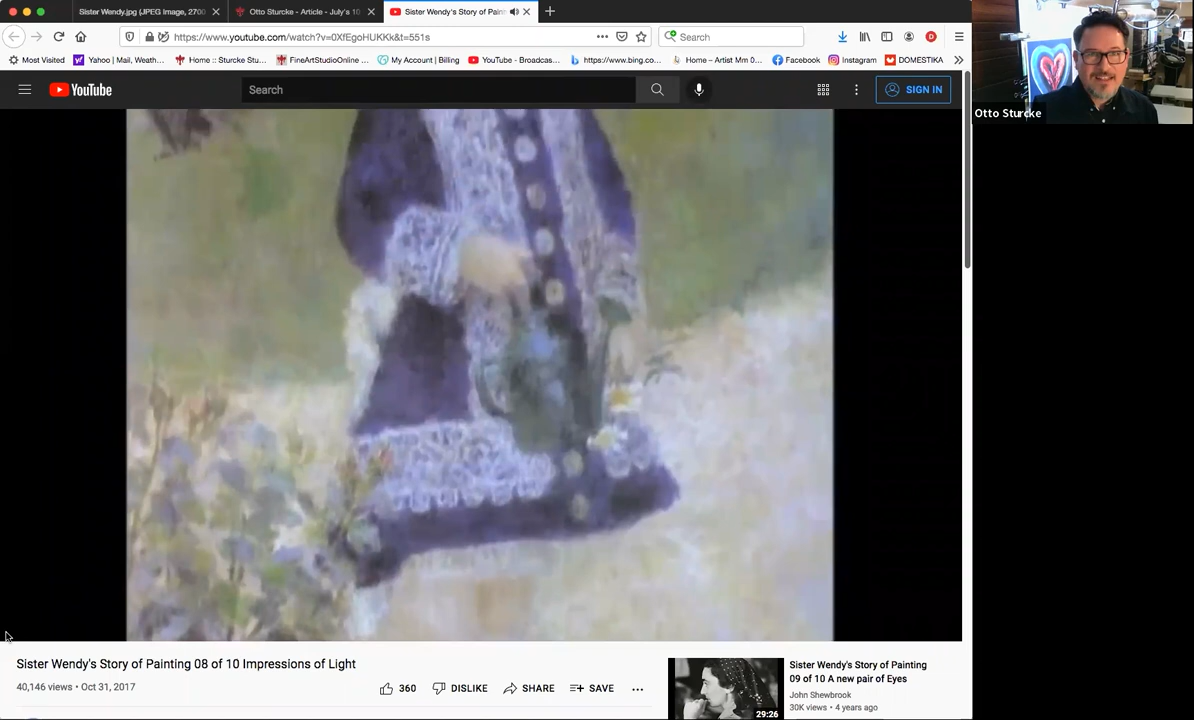 Sister Wendy.jpg (JPEG Image, 2700
Otto Sturcke - Article - July's 10
Sister Wendy's Story of Pain
https://www.youtube.com/watch?v=0XfEgoHUKKk&t=551s
Search
Most Visited
Yahoo | Mail, Weath...
Home :: Sturcke Stu...
FineArtStudioOnline ...
My Account | Billing
YouTube - Broadcas...
https://www.bing.co...
Home – Artist Mm 0...
Facebook
Instagram
DOMESTIKA
YouTube
Search
SIGN IN
Otto Sturcke
Sister Wendy's Story of Painting 08 of 10 Impressions of Light
40,146 views • Oct 31, 2017
360
DISLIKE
SHARE
SAVE
Sister Wendy's Story of Painting
09 of 10 A new pair of Eyes
John Shewbrook
30K views • 4 years ago
29:26